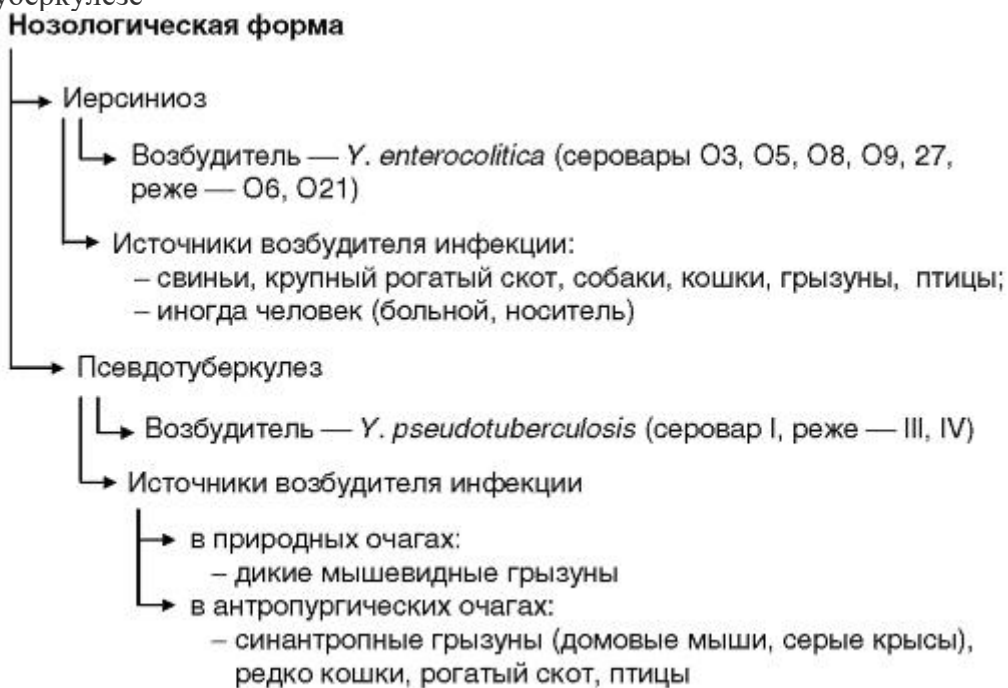 Нозологическая форма
Иерсиниоз
Возбудитель — Y. enterocolitica (серовары О3, О5, О8, О9, 27,
реже — О6, О21)
Источники возбудителя инфекции:
– свиньи, крупный рогатый скот, собаки, кошки, грызуны, птицы;
– иногда человек (больной, носитель)
Псевдотуберкулез
Возбудитель — Y. pseudotuberculosis (серовар I, реже — III, IV)
Источники возбудителя инфекции
в природных очагах:
– дикие мышевидные грызуны
в антропургических очагах:
– синантропные грызуны (домовые мыши, серые крысы),
редко кошки, рогатый скот, птицы